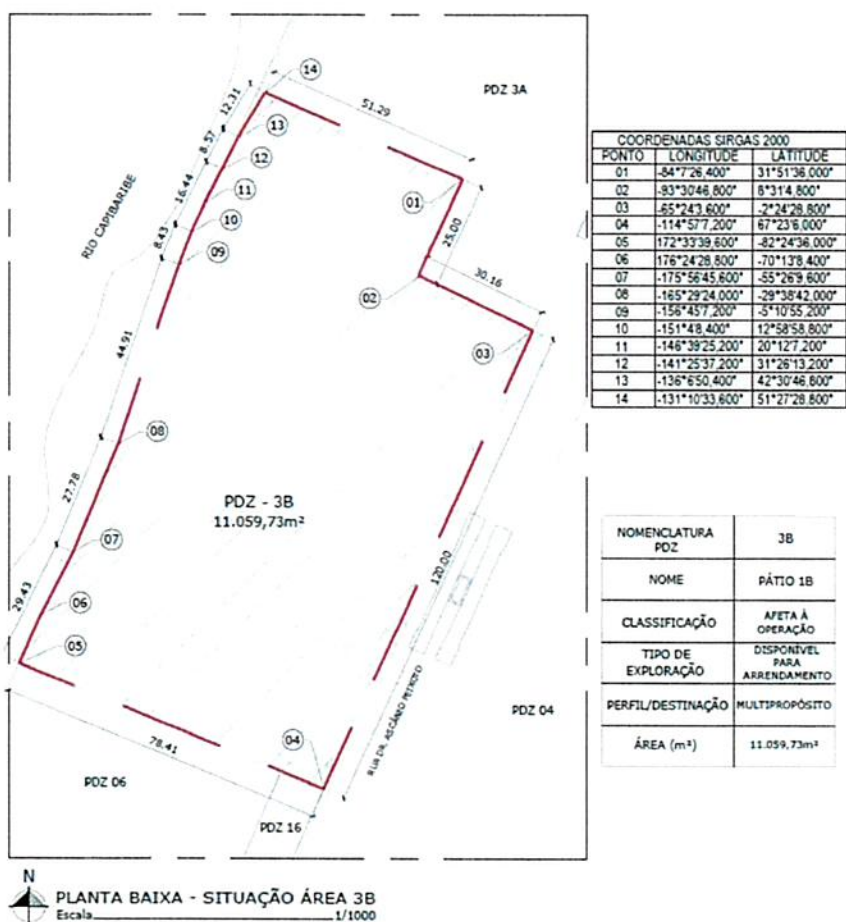 14
PDZ 3A
12.31
51.29
13
8.57
12
16.44
11
01
RIO CAPIBARIBE
10
25.00
8.43
09
02
30.16
03
44.91
08
PDZ - 3B
11.059,73m²
27.78
07
120.00
29.43
06
05
RUA DR. ASCÂNIO PEIXOTO
PDZ 04
78.41
04
PDZ 06
PDZ 16
COORDENADAS SIRGAS 2000
PONTO LONGITUDE LATITUDE
01 -84°7'26,400" 31°51'36,000"
02 -93°30'46,800" 8°31'4,800"
03 -65°24'3,600" -2°24'28,800"
04 -114°57'7,200" 67°23'6,000"
05 172°33'39,600" -82°24'36,000"
06 176°24'28,800" -70°13'8,400"
07 -175°56'45,600" -55°26'9,600"
08 -165°29'24,000" -29°38'42,000"
09 -156°45'7,200" -5°10'55,200"
10 -151°4'8,400" 12°58'58,800"
11 -146°39'25,200" 20°12'7,200"
12 -141°25'37,200" 31°26'13,200"
13 -136°6'50,400" 42°30'46,800"
14 -131°10'33,600" 51°27'28,800"
NOMENCLATURA
PDZ
3B
NOME PÁTIO 1B
CLASSIFICAÇÃO
AFETA À
OPERAÇÃO
TIPO DE
EXPLORAÇÃO
DISPONÍVEL
PARA
ARRENDAMENTO
PERFIL/DESTINAÇÃO MULTIPROPÓSITO
ÁREA (m²) 11.059,73m²
N
PLANTA BAIXA - SITUAÇÃO ÁREA 3B
Escala 1/1000